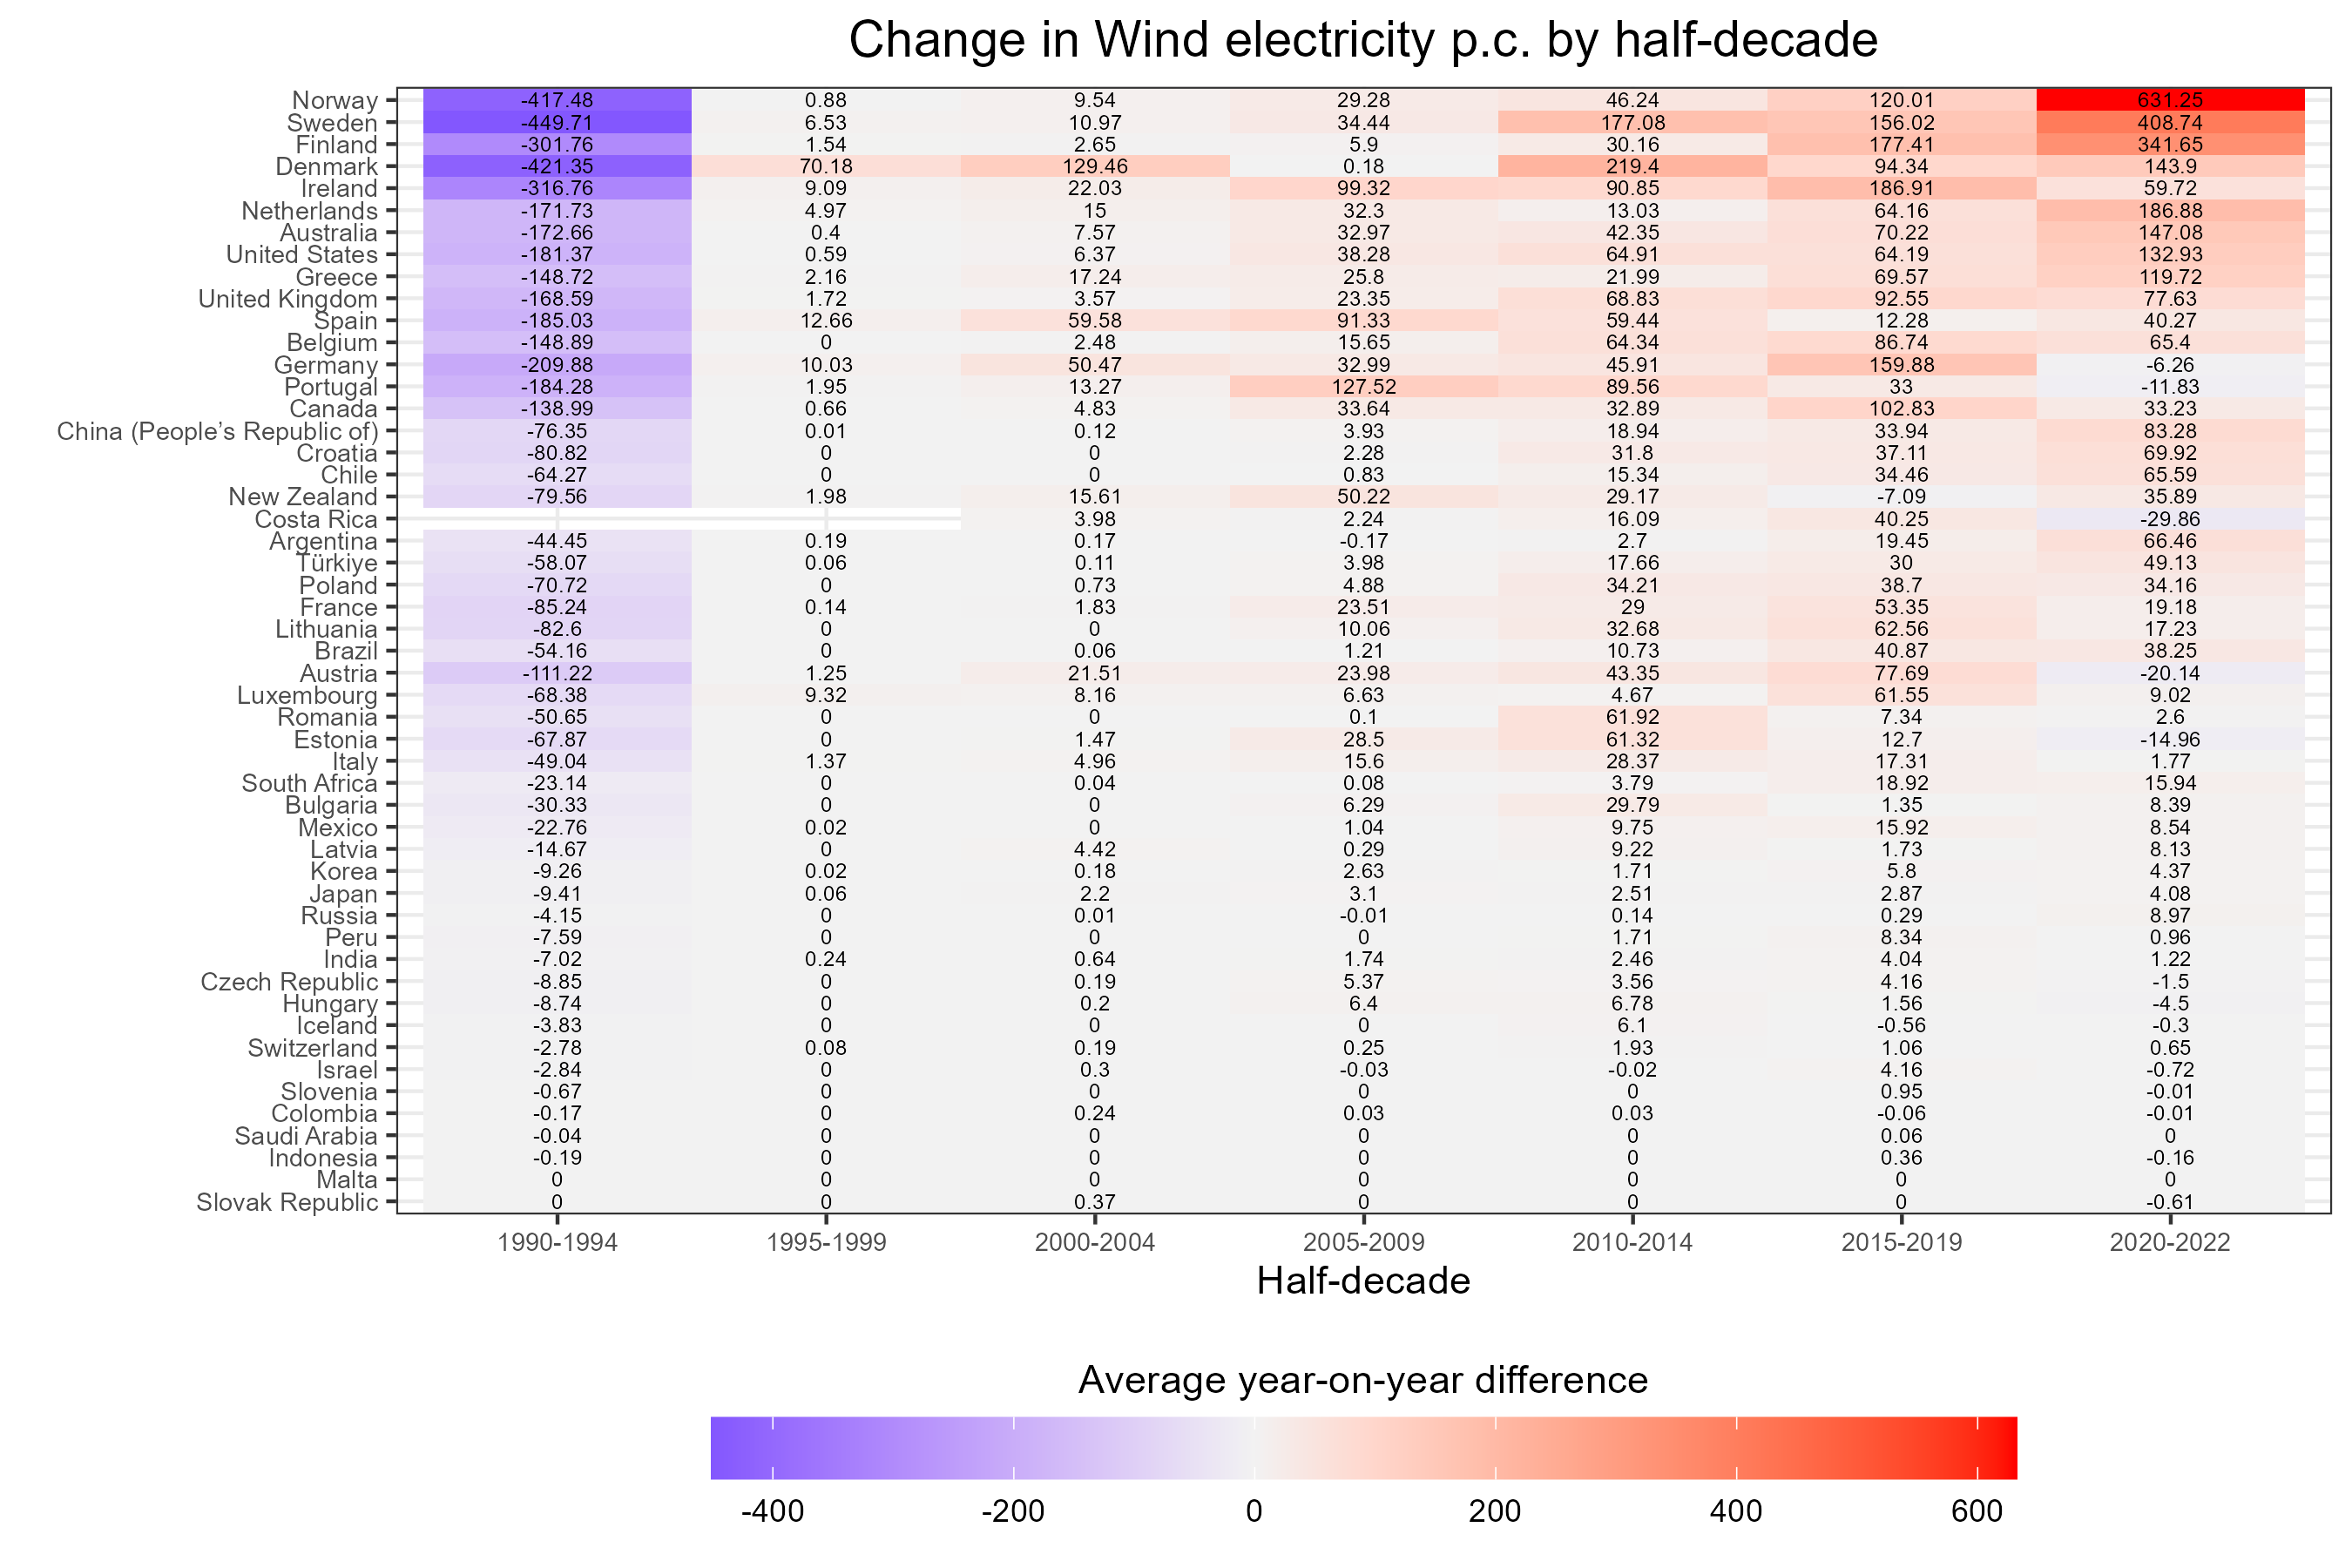 Change in Wind electricity p.c. by half-decade
Norway -417.48 0.88 9.54 29.28 46.24 120.01 631.25
Sweden -449.71 6.53 10.97 34.44 177.08 156.02 408.74
Finland -301.76 1.54 2.65 5.9 30.16 177.41 341.65
Denmark -421.35 70.18 129.46 0.18 219.4 94.34 143.9
Ireland -316.76 9.09 22.03 99.32 90.85 186.91 59.72
Netherlands -171.73 4.97 15 32.3 13.03 64.16 186.88
Australia -172.66 0.4 7.57 32.97 42.35 70.22 147.08
United States -181.37 0.59 6.37 38.28 64.91 64.19 132.93
Greece -148.72 2.16 17.24 25.8 21.99 69.57 119.72
United Kingdom -168.59 1.72 3.57 23.35 68.83 92.55 77.63
Spain -185.03 12.66 59.58 91.33 59.44 12.28 40.27
Belgium -148.89 0 2.48 15.65 64.34 86.74 65.4
Germany -209.88 10.03 50.47 32.99 45.91 159.88 -6.26
Portugal -184.28 1.95 13.27 127.52 89.56 33 -11.83
Canada -138.99 0.66 4.83 33.64 32.89 102.83 33.23
China (People's Republic of) -76.35 0.01 0.12 3.93 18.94 33.94 83.28
Croatia -80.82 0 0 2.28 31.8 37.11 69.92
Chile -64.27 0 0 0.83 15.34 34.46 65.59
New Zealand -79.56 1.98 15.61 50.22 29.17 -7.09 35.89
Costa Rica 3.98 2.24 16.09 40.25 -29.86
Argentina -44.45 0.19 0.17 -0.17 2.7 19.45 66.46
Türkiye -58.07 0.06 0.11 3.98 17.66 30 49.13
Poland -70.72 0 0.73 4.88 34.21 38.7 34.16
France -85.24 0.14 1.83 23.51 29 53.35 19.18
Lithuania -82.6 0 0 10.06 32.68 62.56 17.23
Brazil -54.16 0 0.06 1.21 10.73 40.87 38.25
Austria -111.22 1.25 21.51 23.98 43.35 77.69 -20.14
Luxembourg -68.38 9.32 8.16 6.63 4.67 61.55 9.02
Romania -50.65 0 0 0.1 61.92 7.34 2.6
Estonia -67.87 0 1.47 28.5 61.32 12.7 -14.96
Italy -49.04 1.37 4.96 15.6 28.37 17.31 1.77
South Africa -23.14 0 0.04 0.08 3.79 18.92 15.94
Bulgaria -30.33 0 0 6.29 29.79 1.35 8.39
Mexico -22.76 0.02 0 1.04 9.75 15.92 8.54
Latvia -14.67 0 4.42 0.29 9.22 1.73 8.13
Korea -9.26 0.02 0.18 2.63 1.71 5.8 4.37
Japan -9.41 0.06 2.2 3.1 2.51 2.87 4.08
Russia -4.15 0 0.01 -0.01 0.14 0.29 8.97
Peru -7.59 0 0 0 1.71 8.34 0.96
India -7.02 0.24 0.64 1.74 2.46 4.04 1.22
Czech Republic -8.85 0 0.19 5.37 3.56 4.16 -1.5
Hungary -8.74 0 0.2 6.4 6.78 1.56 -4.5
Iceland -3.83 0 0 0 6.1 -0.56 -0.3
Switzerland -2.78 0.08 0.19 0.25 1.93 1.06 0.65
Israel -2.84 0 0.3 -0.03 -0.02 4.16 -0.72
Slovenia -0.67 0 0 0 0 0.95 -0.01
Colombia -0.17 0 0.24 0.03 0.03 -0.06 -0.01
Saudi Arabia -0.04 0 0 0 0 0.06 0
Indonesia -0.19 0 0 0 0 0.36 -0.16
Malta 0 0 0 0 0 0 0
Slovak Republic 0 0 0.37 0 0 0 -0.61
1990-1994 1995-1999 2000-2004 2005-2009 2010-2014 2015-2019 2020-2022
Half-decade
Average year-on-year difference
-400 -200 0 200 400 600